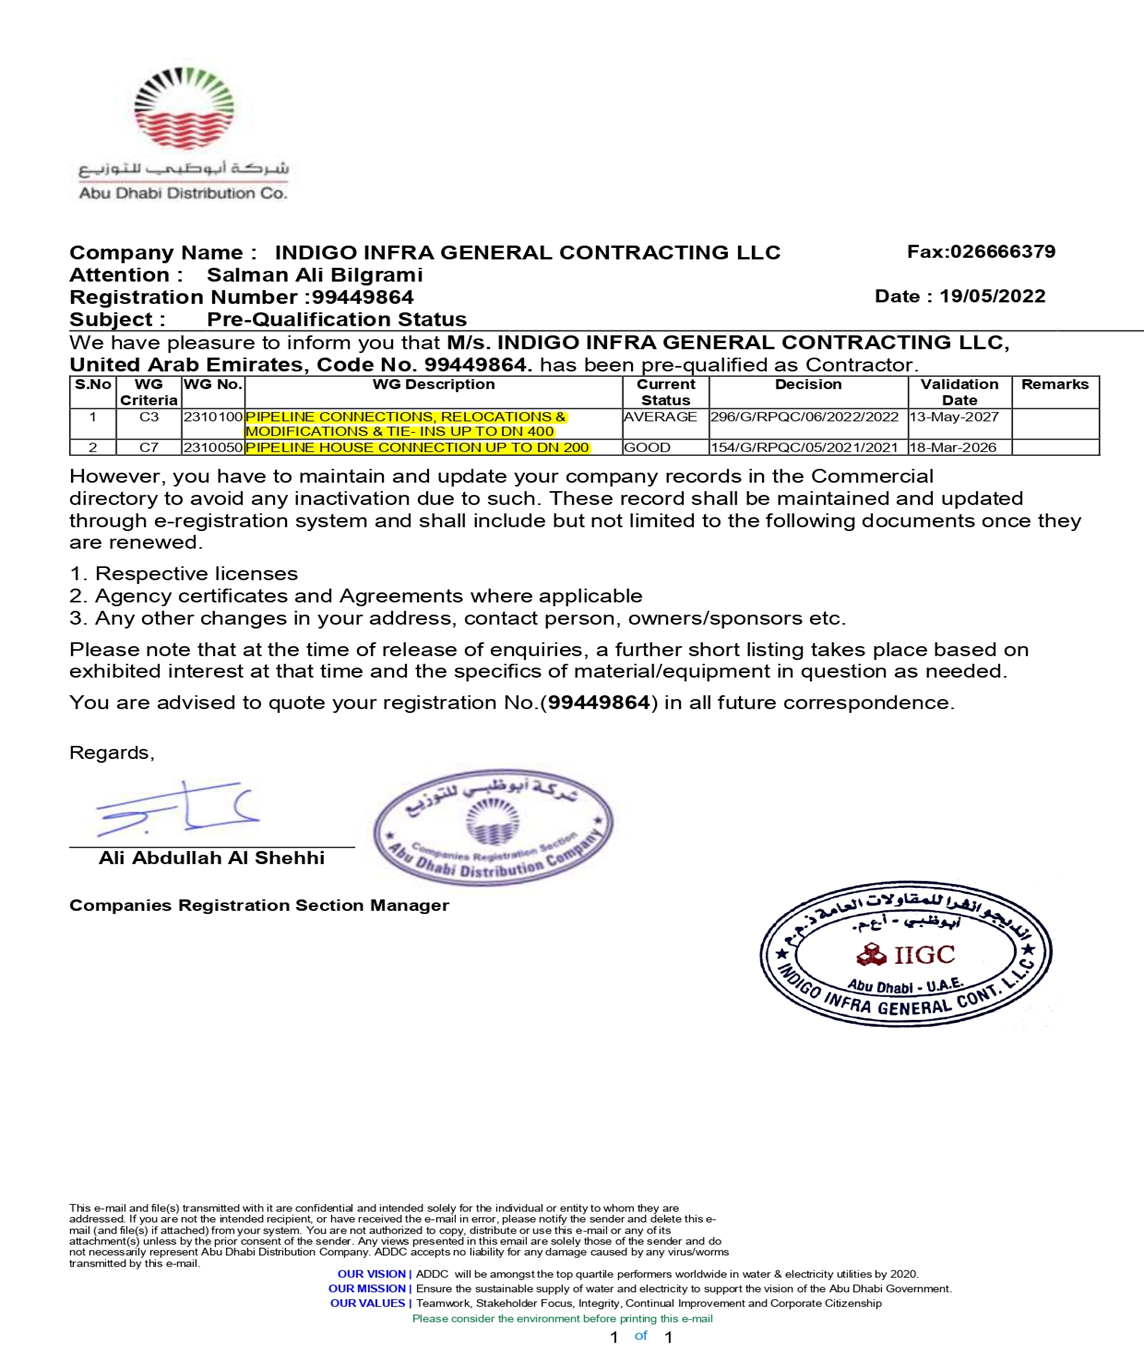 شركة أبوظبي للتوزيع
Abu Dhabi Distribution Co.
Company Name : INDIGO INFRA GENERAL CONTRACTING LLC Fax:026666379
Attention : Salman Ali Bilgrami
Registration Number :99449864 Date : 19/05/2022
Subject : Pre-Qualification Status
We have pleasure to inform you that M/s. INDIGO INFRA GENERAL CONTRACTING LLC,
United Arab Emirates, Code No. 99449864. has been pre-qualified as Contractor.
S.No WG Criteria WG No. WG Description Current Status Decision Validation Date Remarks
1 C3 2310100 PIPELINE CONNECTIONS, RELOCATIONS & AVERAGE 296/G/RPQC/06/2022/2022 13-May-2027
MODIFICATIONS & TIE- INS UP TO DN 400
2 C7 2310050 PIPELINE HOUSE CONNECTION UP TO DN 200 GOOD 154/G/RPQC/05/2021/2021 18-Mar-2026
However, you have to maintain and update your company records in the Commercial
directory to avoid any inactivation due to such. These record shall be maintained and updated
through e-registration system and shall include but not limited to the following documents once they
are renewed.
1. Respective licenses
2. Agency certificates and Agreements where applicable
3. Any other changes in your address, contact person, owners/sponsors etc.
Please note that at the time of release of enquiries, a further short listing takes place based on
exhibited interest at that time and the specifics of material/equipment in question as needed.
You are advised to quote your registration No.(99449864) in all future correspondence.
Regards,
شركة أبوظبي للتوزيع
Companies Registration Section
Abu Dhabi Distribution Company
Ali Abdullah Al Shehhi
Companies Registration Section Manager
انديجو انفرا للمقاولات العامة ذ.م.م
أبوظبي - أ.ع.م.
IIGC
Abu Dhabi - U.A.E.
INDIGO INFRA GENERAL CONT. L.L.C
This e-mail and file(s) transmitted with it are confidential and intended solely for the individual or entity to whom they are
addressed. If you are not the intended recipient, or have received the e-mail in error, please notify the sender and delete this e-
mail (and file(s) if attached) from your system. You are not authorized to copy, distribute or use this e-mail or any of its
attachment(s) unless by the prior consent of the sender. Any views presented in this email are solely those of the sender and do
not necessarily represent Abu Dhabi Distribution Company. ADDC accepts no liability for any damage caused by any virus/worms
transmitted by this e-mail.
OUR VISION | ADDC will be amongst the top quartile performers worldwide in water & electricity utilities by 2020.
OUR MISSION | Ensure the sustainable supply of water and electricity to support the vision of the Abu Dhabi Government.
OUR VALUES | Teamwork, Stakeholder Focus, Integrity, Continual Improvement and Corporate Citizenship
Please consider the environment before printing this e-mail
1 of 1